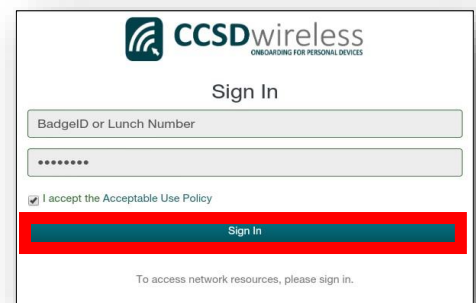 CCSDwireless
ONBOARDING FOR PERSONAL DEVICES
Sign In
BadgeID or Lunch Number
••••••••
I accept the Acceptable Use Policy
Sign In
To access network resources, please sign in.